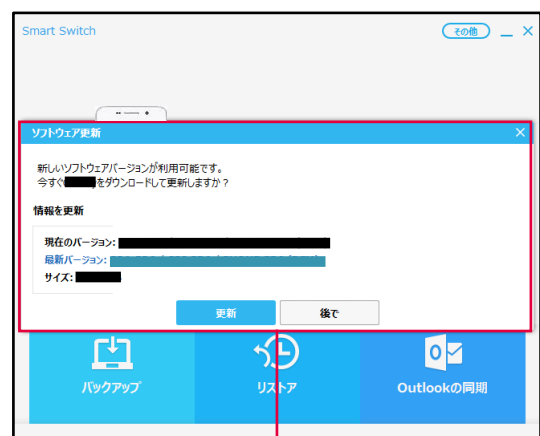 Smart Switch
その他
ソフトウェア更新
新しいソフトウェアバージョンが利用可能です。
今すぐ をダウンロードして更新しますか？
情報を更新
現在のバージョン:
最新バージョン:
サイズ:
更新
後で
バックアップ
リストア
Outlookの同期